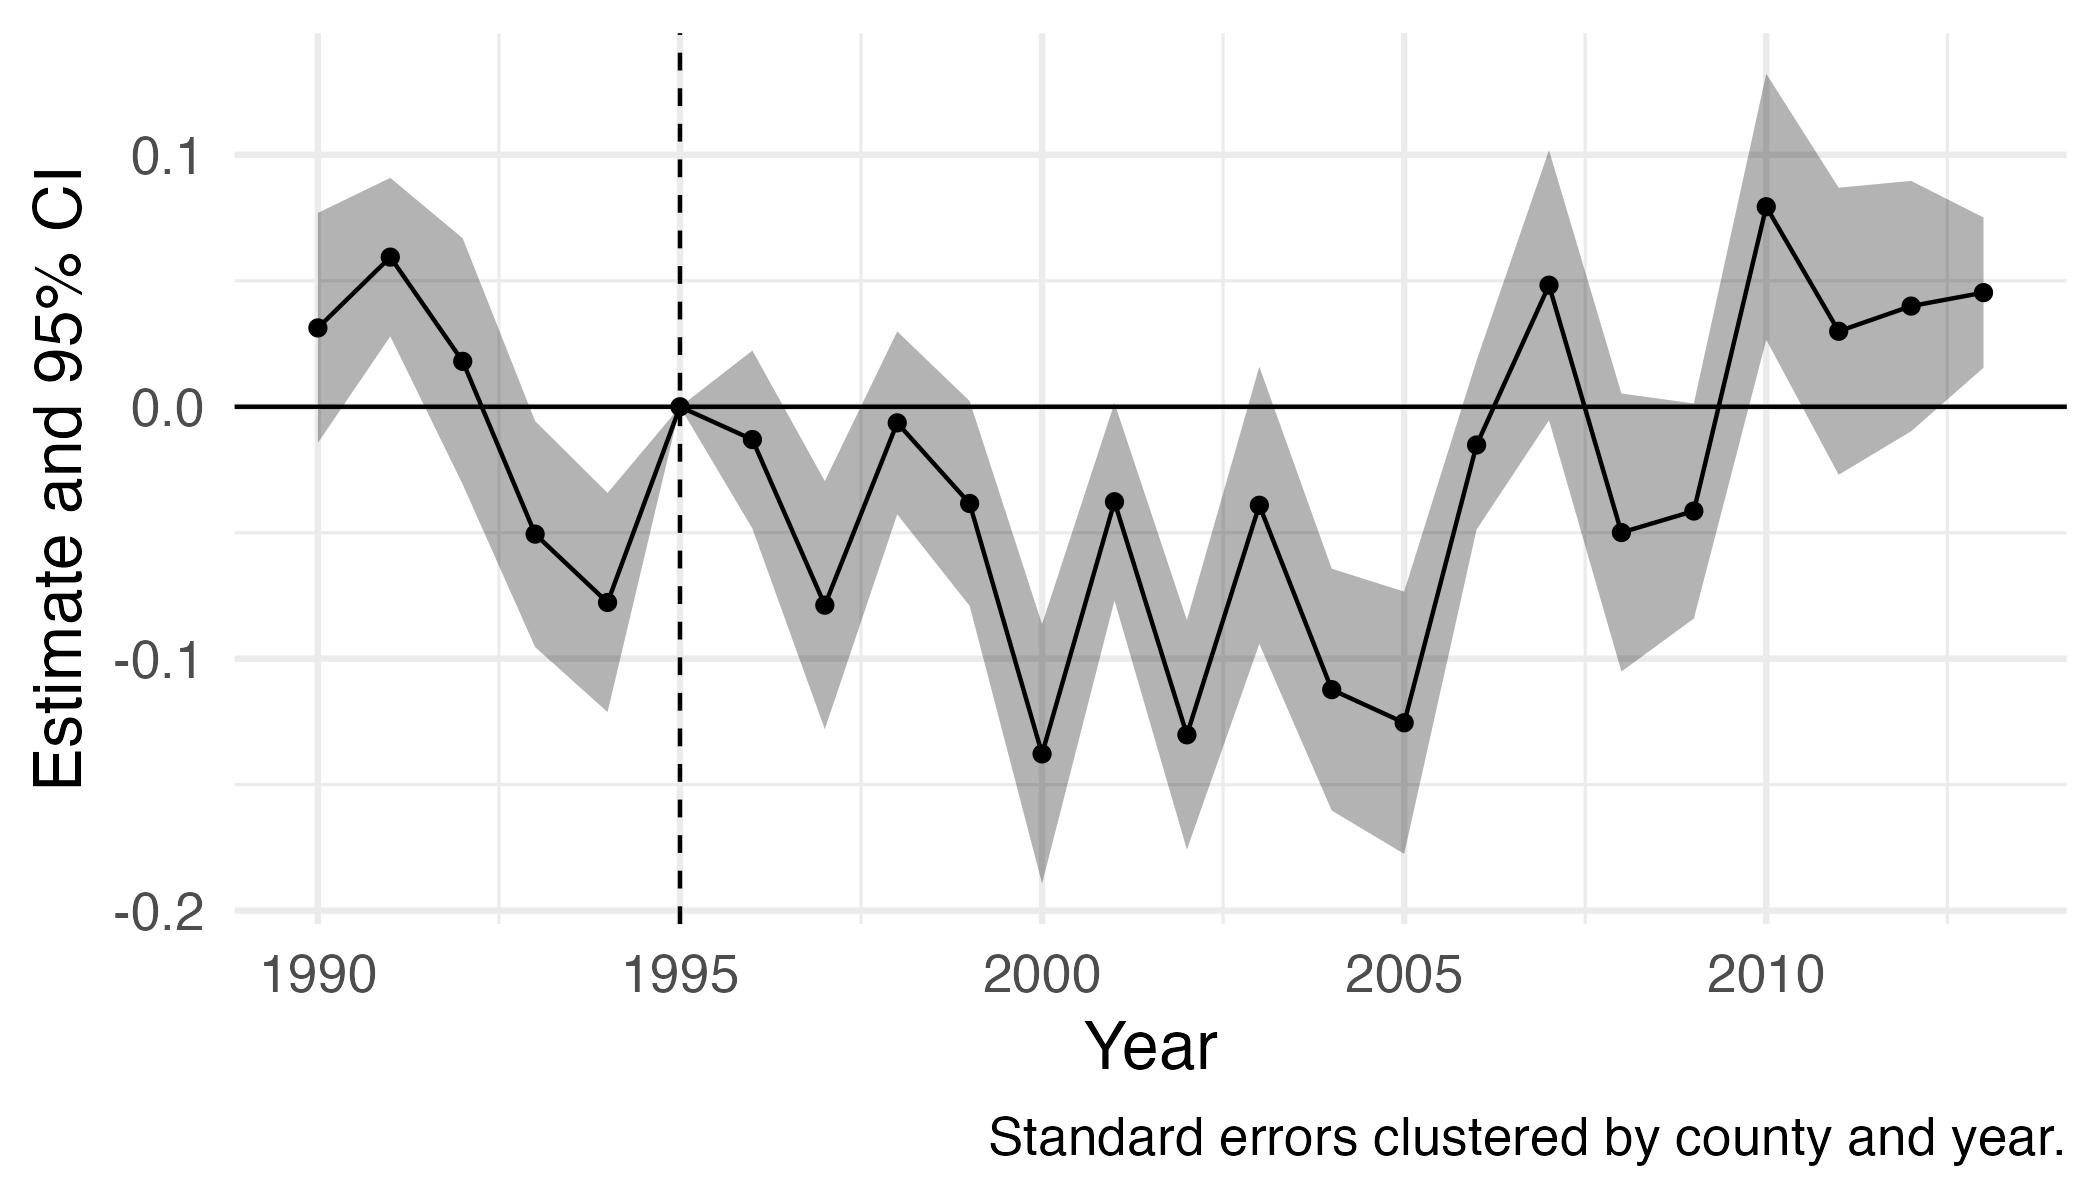 Estimate and 95% CI
0.1
0.0
-0.1
-0.2
1990 1995 2000 2005 2010
Year
Standard errors clustered by county and year.